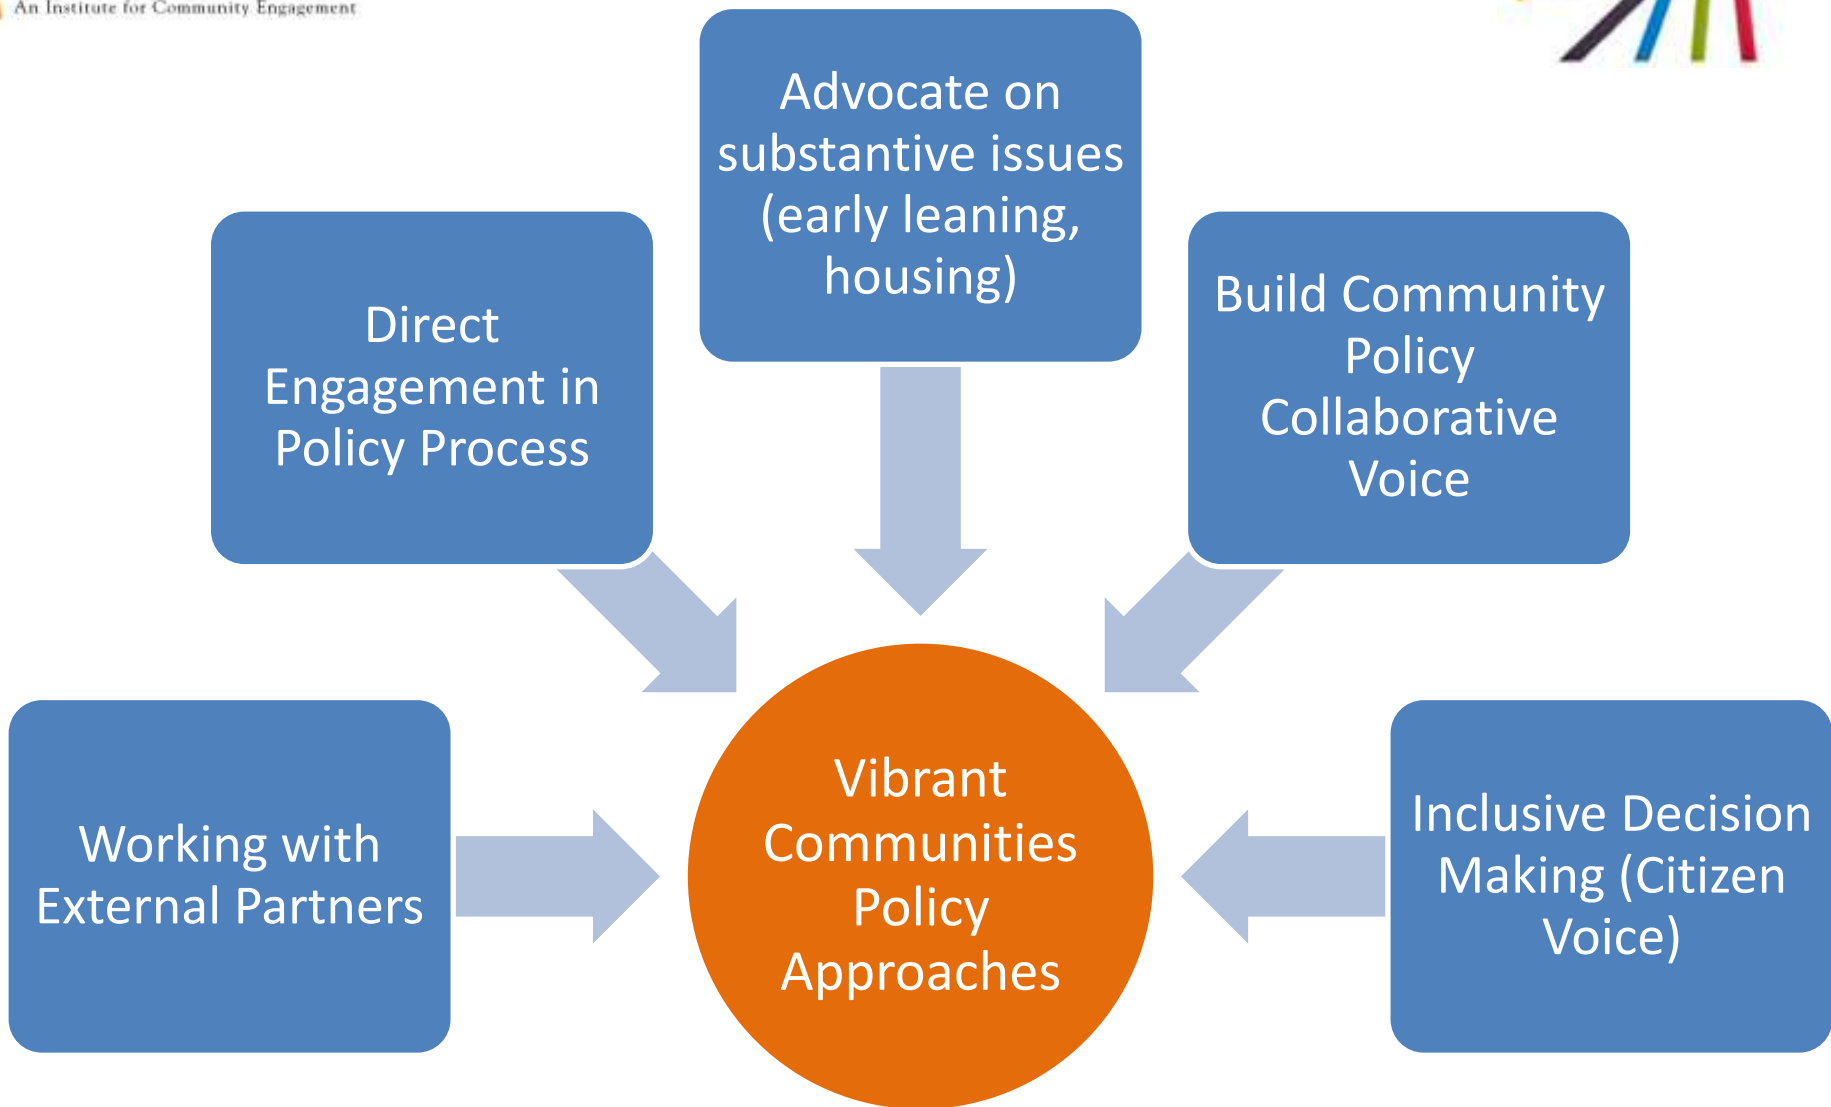 An Institute for Community Engagement
Advocate on
substantive issues
(early leaning,
housing)
Direct
Engagement in
Policy Process
Build Community
Policy
Collaborative
Voice
Working with
External Partners
Vibrant
Communities
Policy
Approaches
Inclusive Decision
Making (Citizen
Voice)